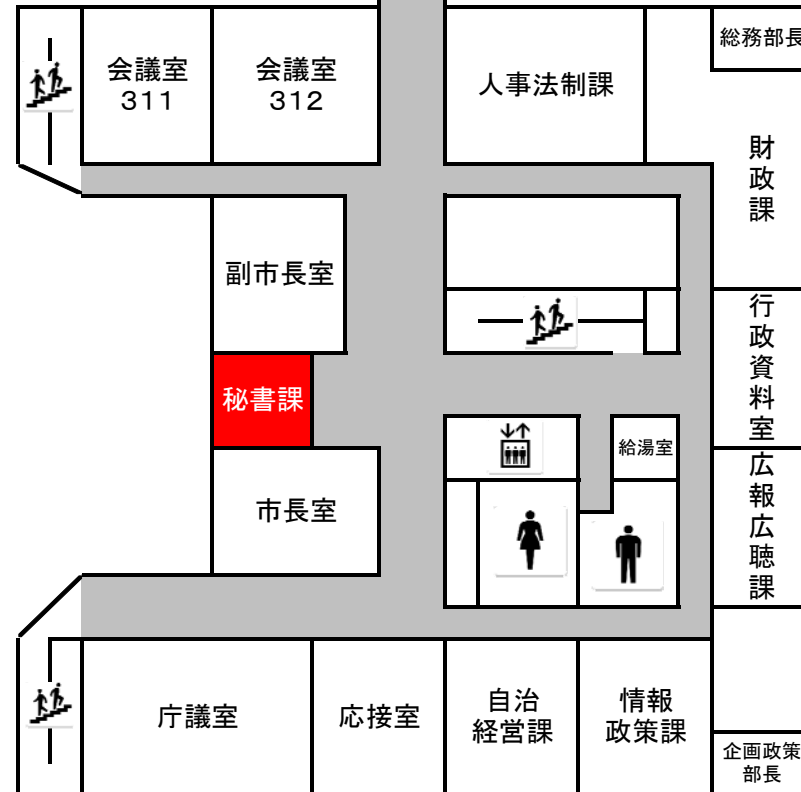 会議室
311
会議室
312
人事法制課
総務部長
財政課
副市長室
行政資料室
秘書課
給湯室
広報広聴課
市長室
庁議室
応接室
自治
経営課
情報
政策課
企画政策
部長